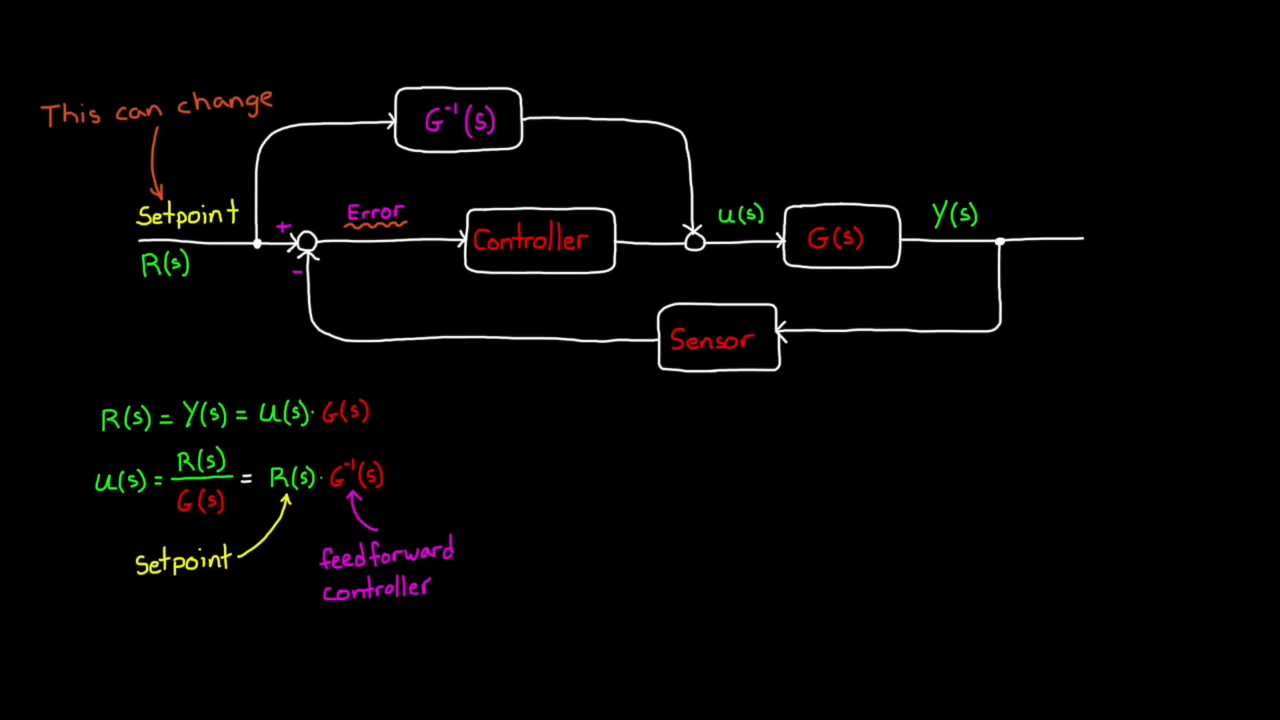 This can change
G⁻¹(s)
Setpoint
R(s)
+
-
Error
Controller
u(s)
G(s)
Y(s)
Sensor
R(s) = Y(s) = u(s)· G(s)
u(s) = R(s)/G(s) = R(s)· G⁻¹(s)
Setpoint
feedforward
controller